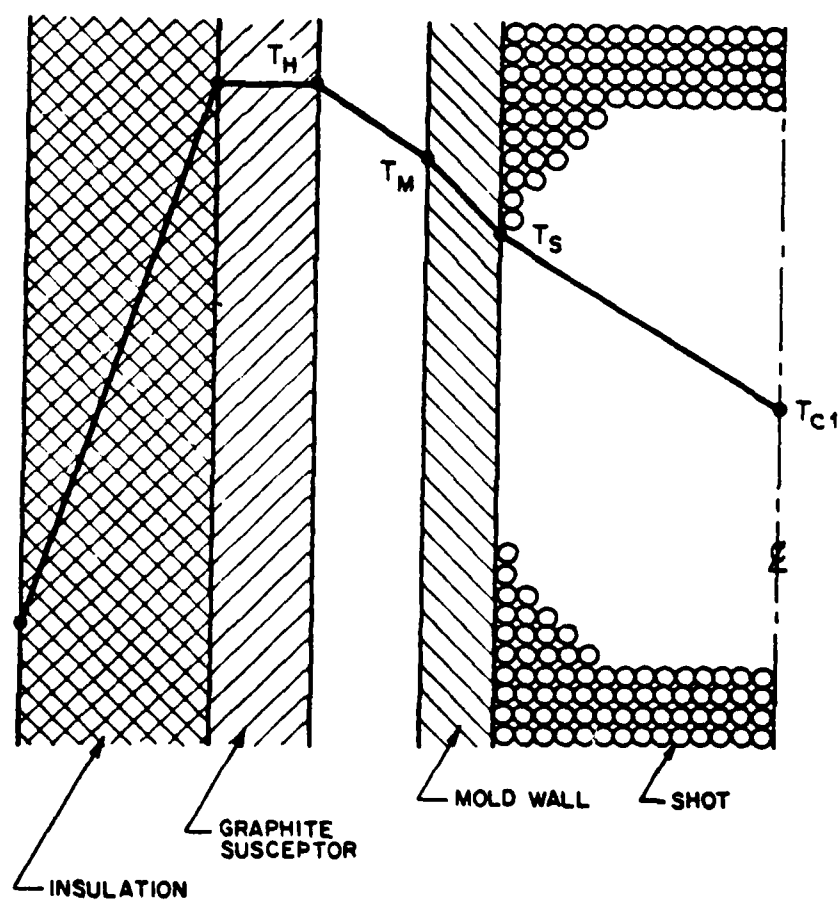 T_H
T_M
T_S
T_C1
℄
MOLD WALL
SHOT
GRAPHITE
SUSCEPTOR
INSULATION